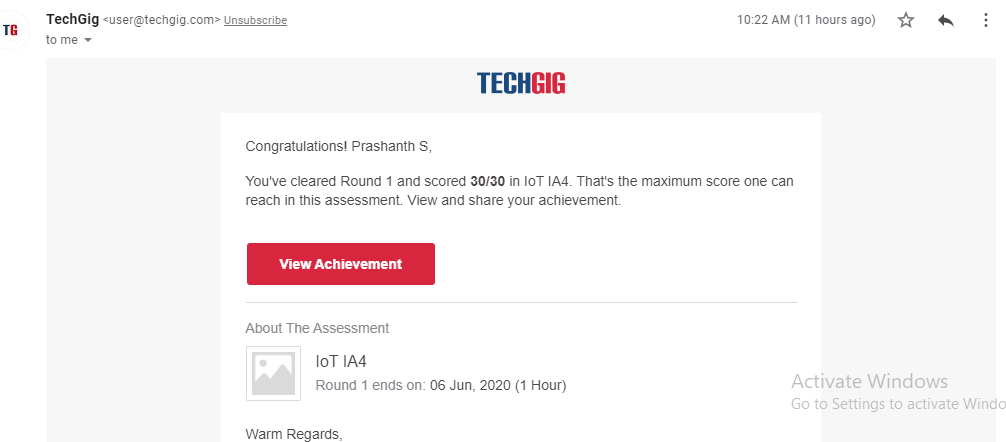 TG
TechGig <user@techgig.com> Unsubscribe
10:22 AM (11 hours ago)
to me
TECHGIG
Congratulations! Prashanth S,
You've cleared Round 1 and scored 30/30 in IoT IA4. That's the maximum score one can
reach in this assessment. View and share your achievement.
View Achievement
About The Assessment
IoT IA4
Round 1 ends on: 06 Jun, 2020 (1 Hour)
Activate Windows
Go to Settings to activate Windo
Warm Regards,